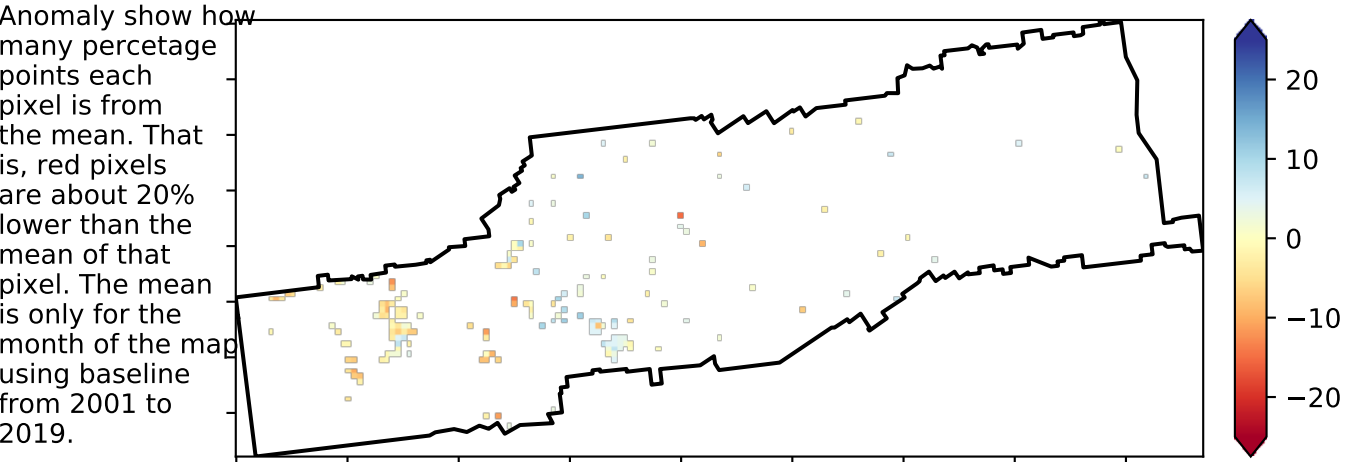 Anomaly show how
many percetage
points each
pixel is from
the mean. That
is, red pixels
are about 20%
lower than the
mean of that
pixel. The mean
is only for the
month of the map
using baseline
from 2001 to
2019.
20
10
0
−10
−20